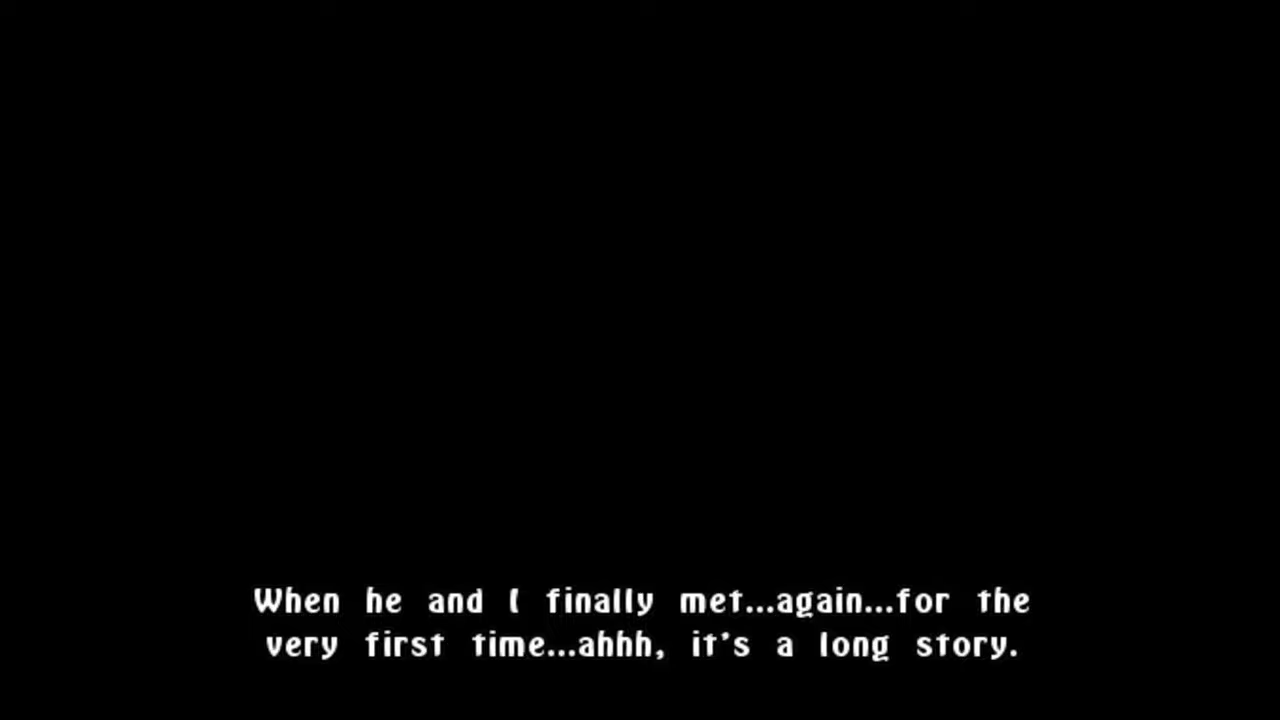 When he and I finally met...again...for the
very first time...ahhh, it's a long story.